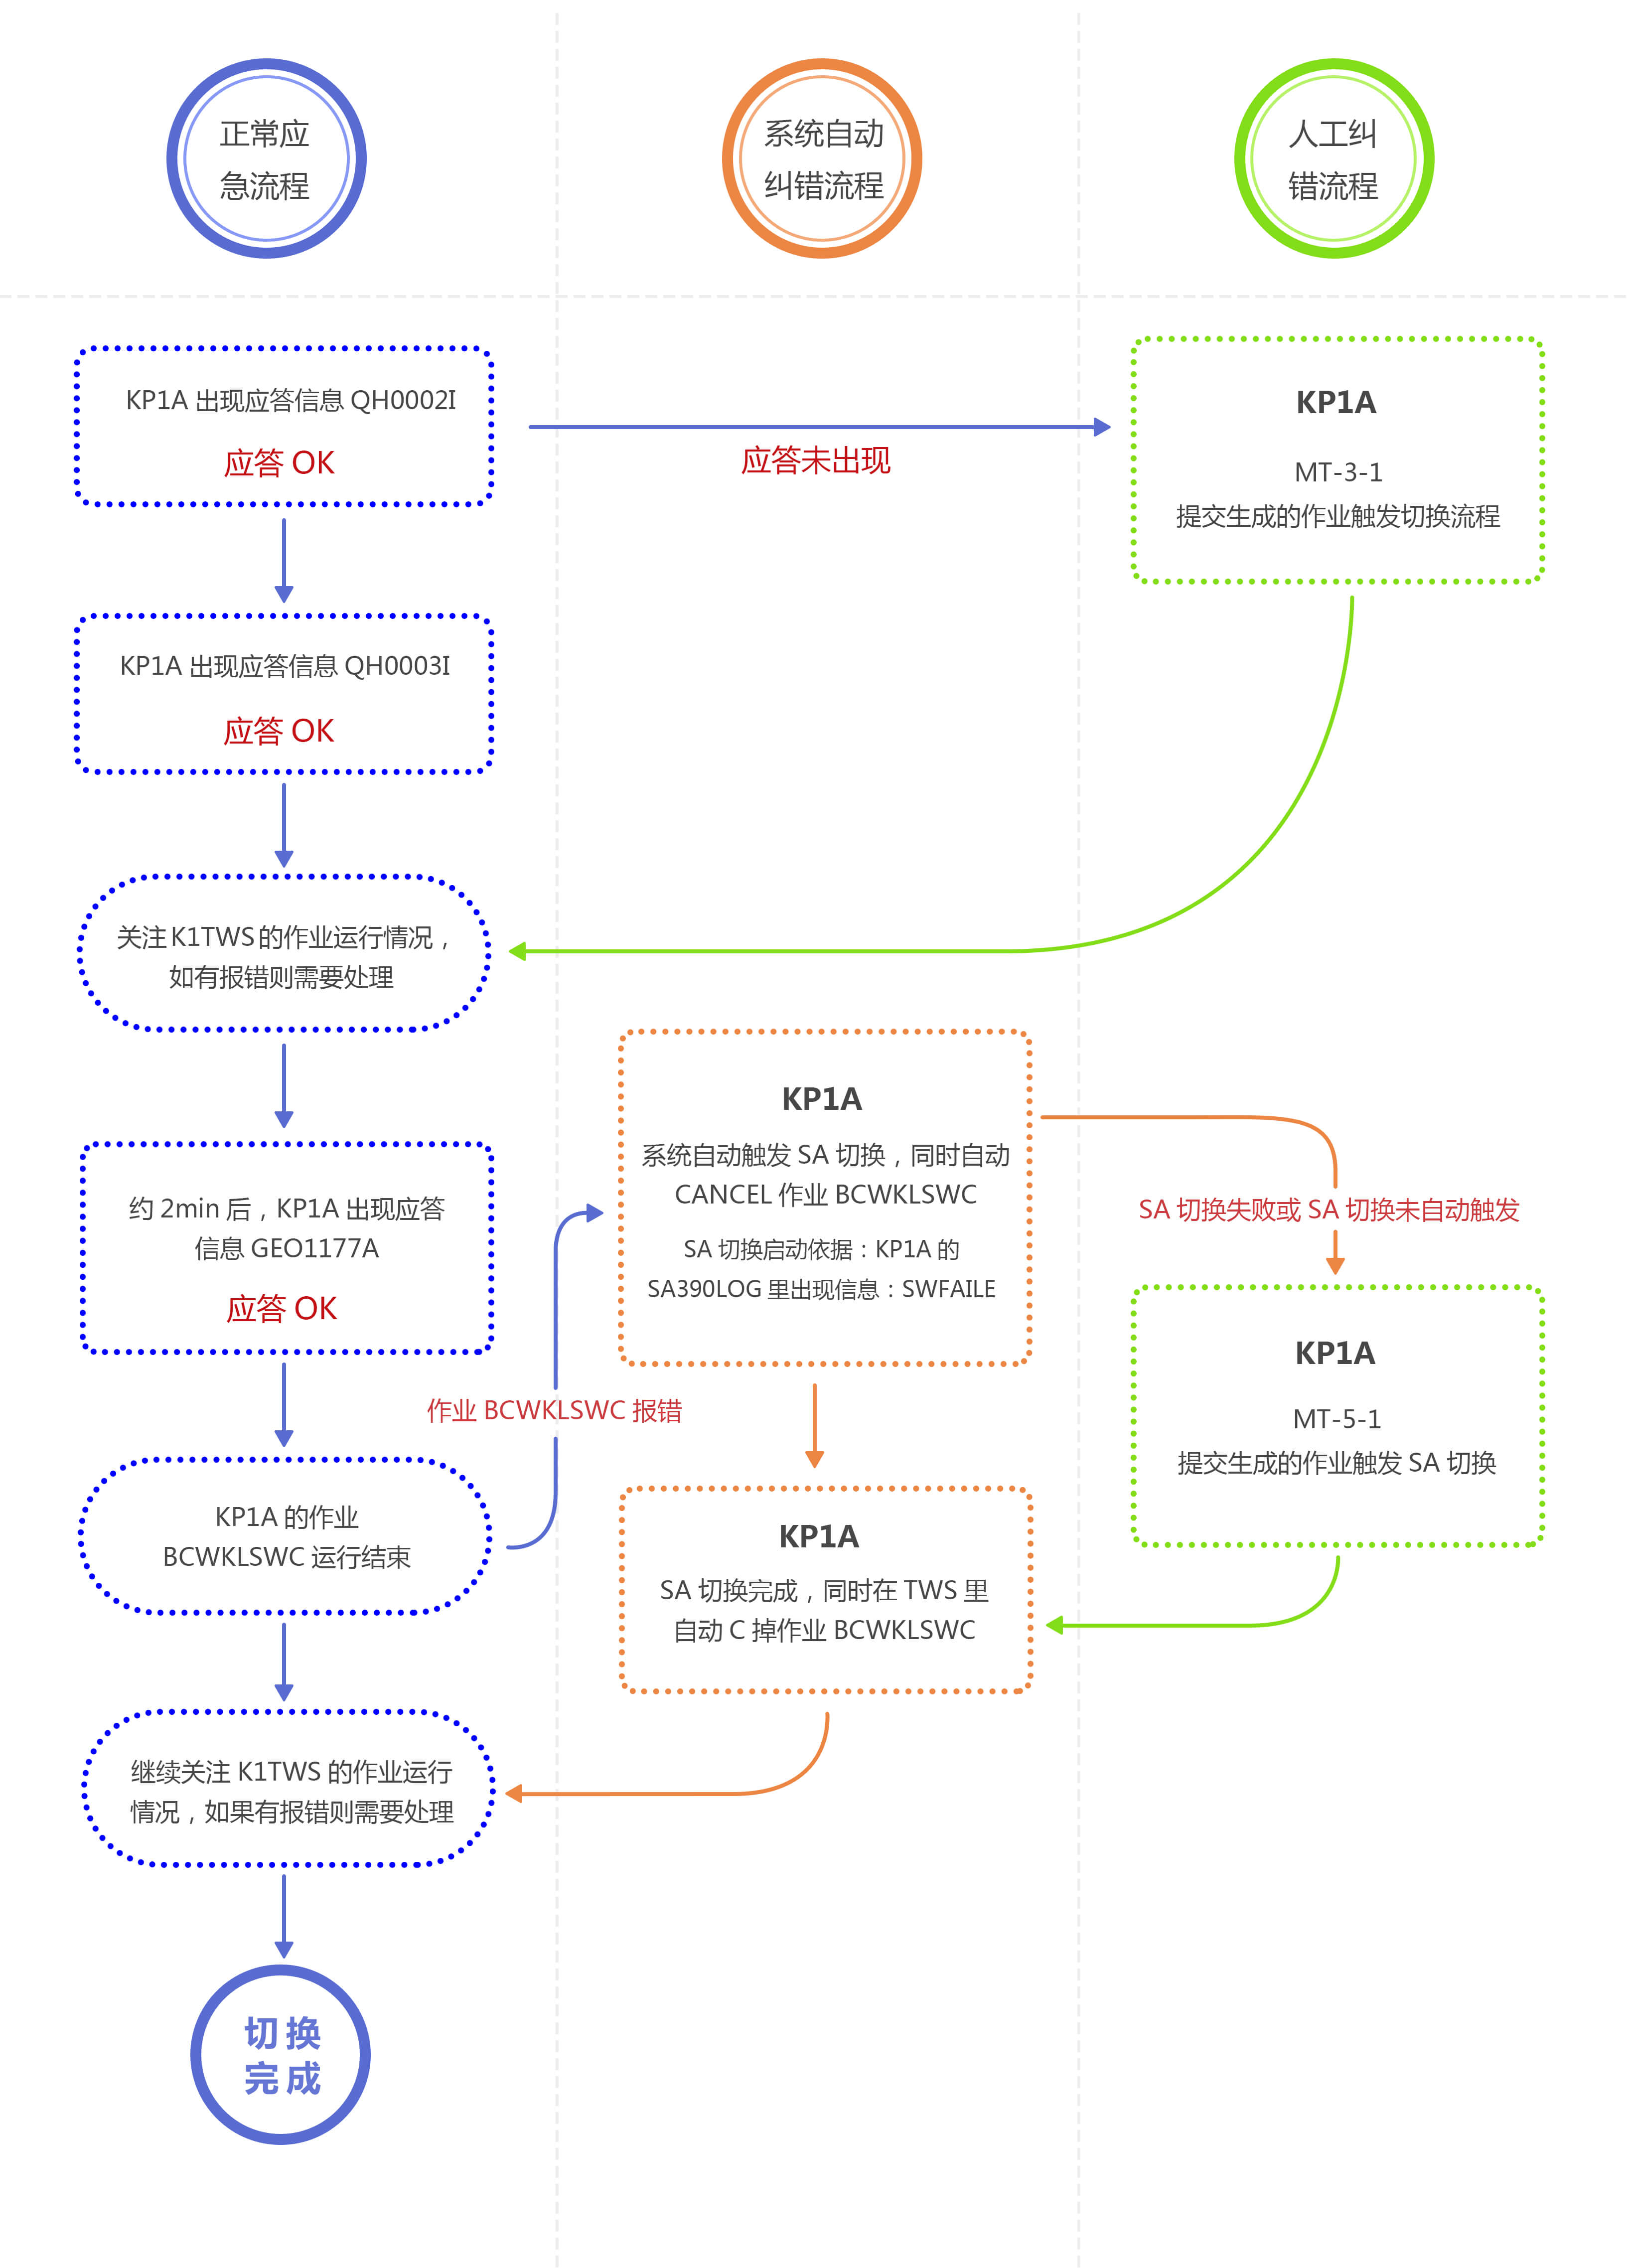 正常应
急流程
系统自动
纠错流程
人工纠
错流程
KP1A 出现应答信息 QH0002I
应答 OK
应答未出现
KP1A
MT-3-1
提交生成的作业触发切换流程
KP1A 出现应答信息 QH0003I
应答 OK
关注 K1TWS 的作业运行情况，
如有报错则需要处理
约 2min 后，KP1A 出现应答
信息 GEO1177A
应答 OK
KP1A
系统自动触发 SA 切换，同时自动
CANCEL 作业 BCWKLSWC
SA 切换启动依据：KP1A 的
SA390LOG 里出现信息：SWFAILE
SA 切换失败或 SA 切换未自动触发
作业 BCWKLSWC 报错
KP1A
MT-5-1
提交生成的作业触发 SA 切换
KP1A 的作业
BCWKLSWC 运行结束
KP1A
SA 切换完成，同时在 TWS 里
自动 C 掉作业 BCWKLSWC
继续关注 K1TWS 的作业运行
情况，如果有报错则需要处理
切换
完成